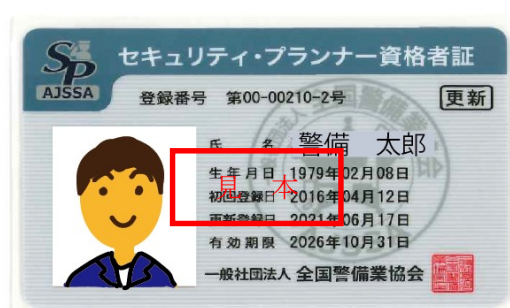 SP
AJSSA
セキュリティ・プランナー資格者証
登録番号 第00-00210-2号
更新
氏 名 警備 太郎
生年月日 1979年02月08日
見本
初回登録日 2016年04月12日
更新登録日 2021年06月17日
有効期限 2026年10月31日
一般社団法人 全国警備業協会